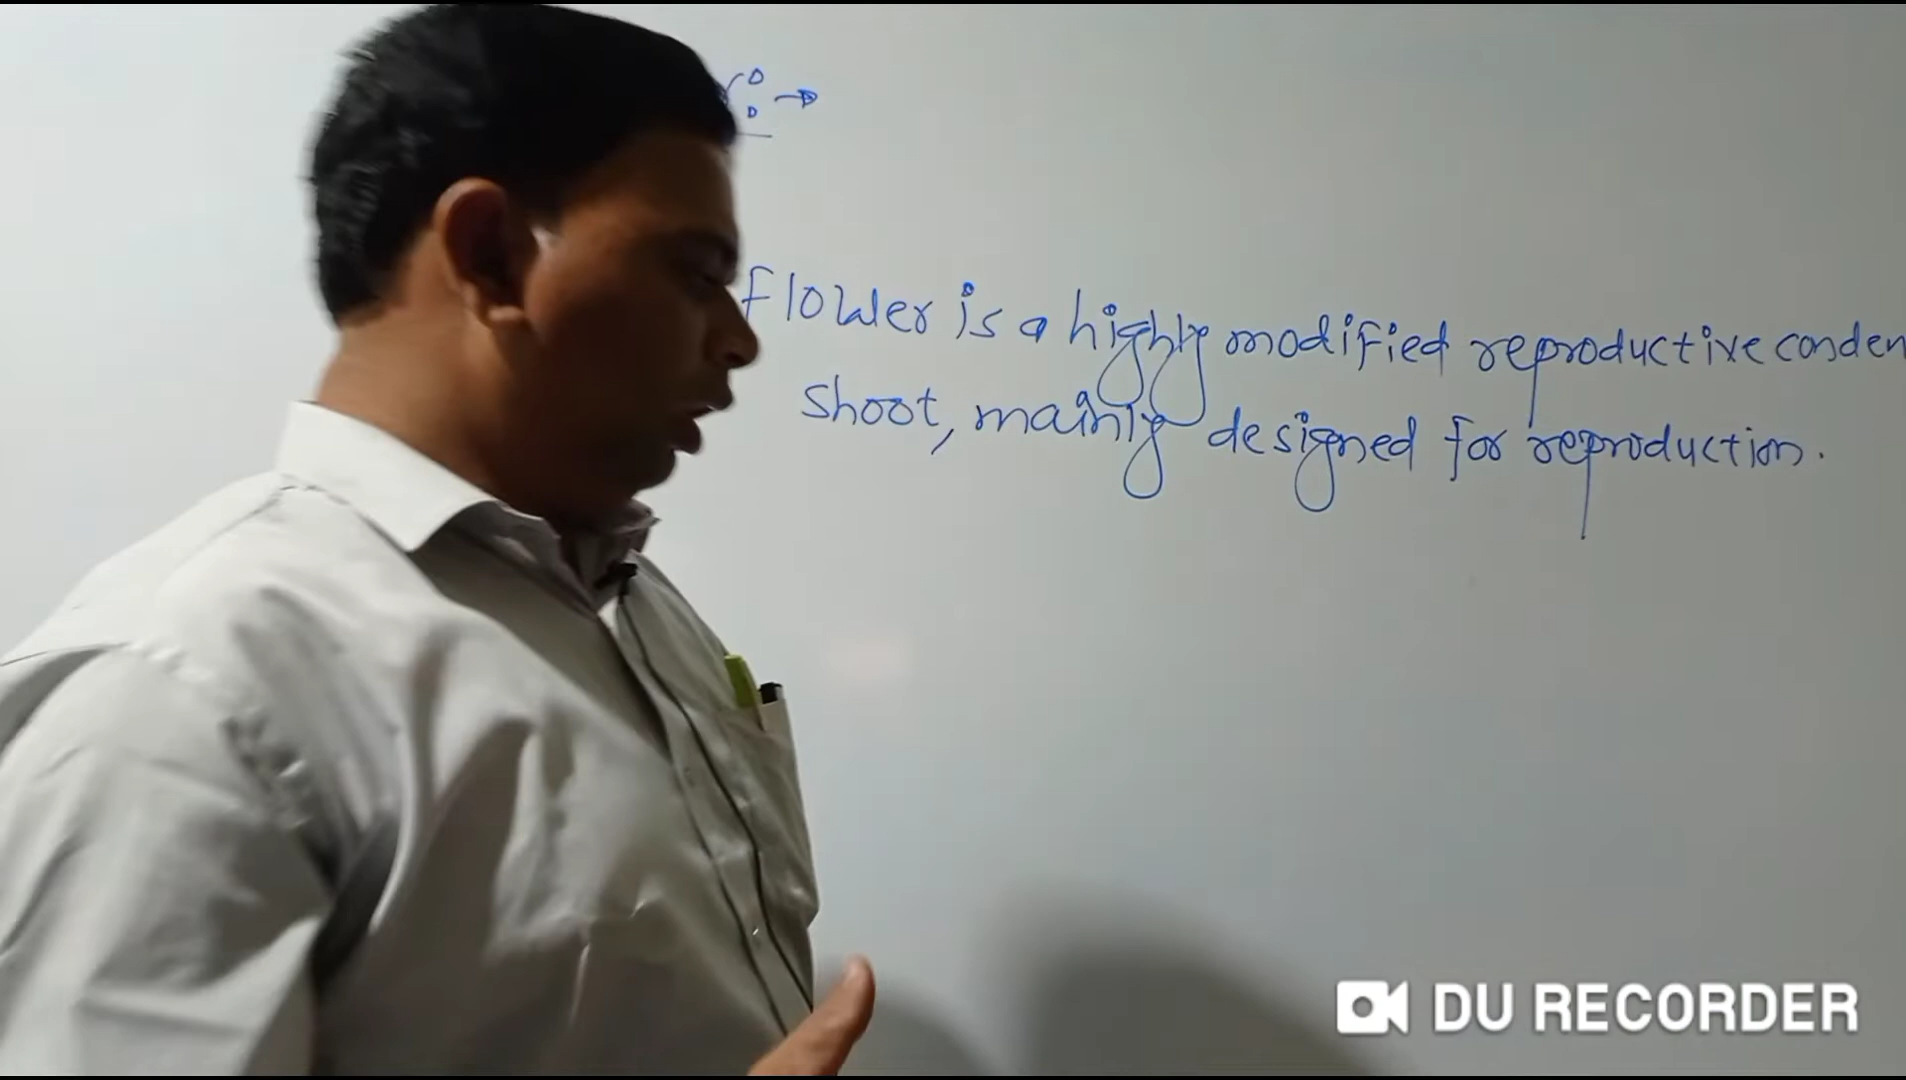 Flower is a highly modified reproductive conden
shoot, mainly designed for reproduction.
DU RECORDER